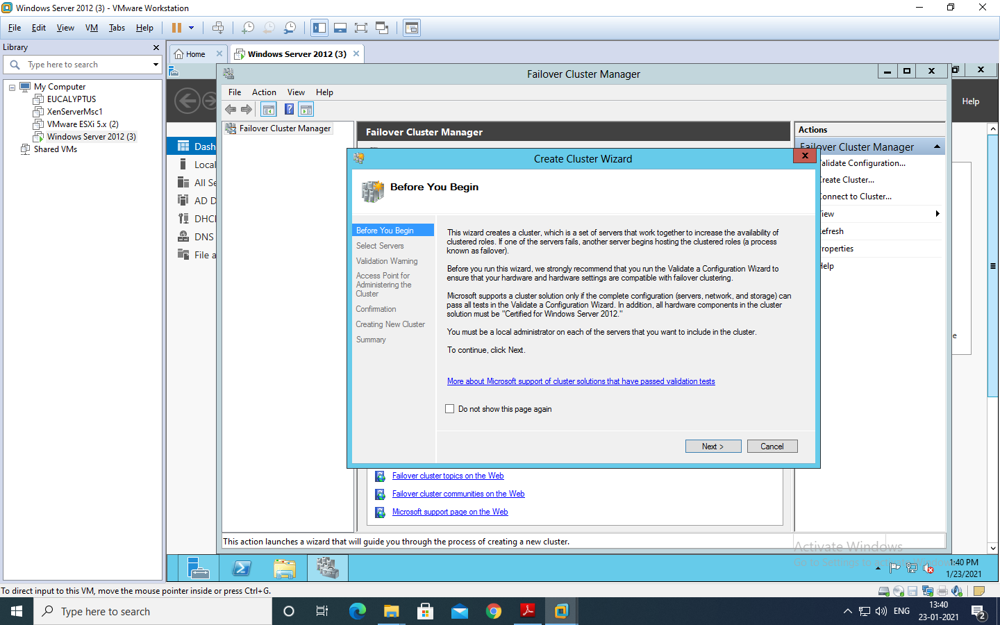 Windows Server 2012 (3) - VMware Workstation
File Edit View VM Tabs Help
Library
Home
Windows Server 2012 (3)
Type here to search
My Computer
EUCALYPTUS
XenServerMsc1
VMware ESXi 5.x (2)
Windows Server 2012 (3)
Shared VMs
Failover Cluster Manager
File Action View Help
Help
Failover Cluster Manager
Failover Cluster Manager
Actions
Failover Cluster Manager
alidate Configuration...
reate Cluster...
onnect to Cluster...
iew
efresh
roperties
elp
Dash
Local
All Se
AD D
DHC
DNS
File a
Create Cluster Wizard
Before You Begin
Before You Begin
Select Servers
Validation Warning
Access Point for
Administering the
Cluster
Confirmation
Creating New Cluster
Summary
This wizard creates a cluster, which is a set of servers that work together to increase the availability of
clustered roles. If one of the servers fails, another server begins hosting the clustered roles (a process
known as failover).
Before you run this wizard, we strongly recommend that you run the Validate a Configuration Wizard to
ensure that your hardware and hardware settings are compatible with failover clustering.
Microsoft supports a cluster solution only if the complete configuration (servers, network, and storage) can
pass all tests in the Validate a Configuration Wizard. In addition, all hardware components in the cluster
solution must be "Certified for Windows Server 2012."
You must be a local administrator on each of the servers that you want to include in the cluster.
To continue, click Next.
More about Microsoft support of cluster solutions that have passed validation tests
Do not show this page again
Next >
Cancel
e
Failover cluster topics on the Web
Failover cluster communities on the Web
Microsoft support page on the Web
This action launches a wizard that will guide you through the process of creating a new cluster.
Activate Windows
Go to Settings to
1:40 PM
1/23/2021
To direct input to this VM, move the mouse pointer inside or press Ctrl+G.
Type here to search
ENG
13:40
23-01-2021
2